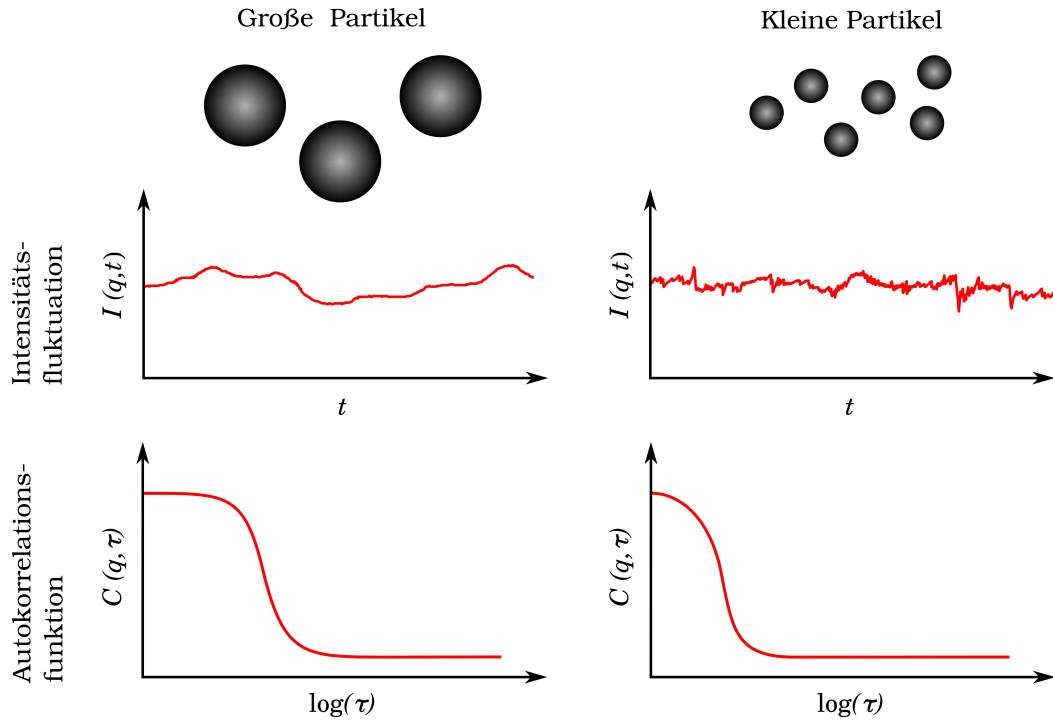 Große Partikel
Kleine Partikel
Intensitäts-
fluktuation
I (q,t)
t
I (q,t)
t
Autokorrelations-
funktion
C (q,τ)
log(τ)
C (q,τ)
log(τ)